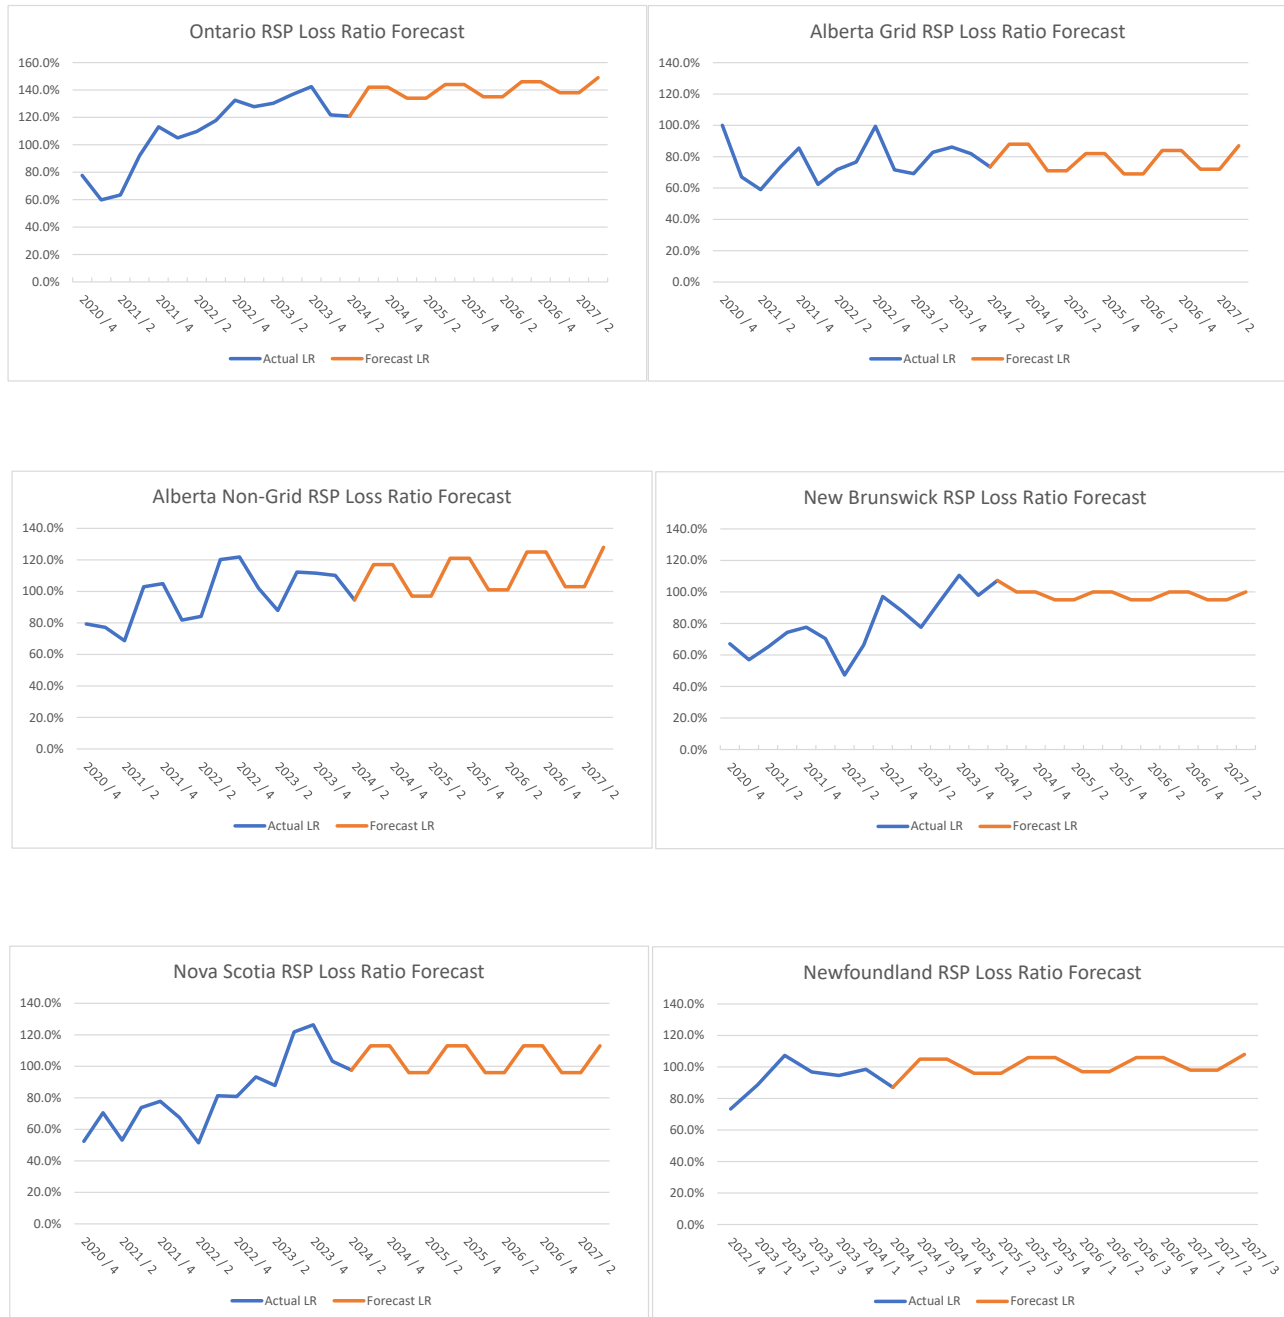 Ontario RSP Loss Ratio Forecast
160.0%
140.0%
120.0%
100.0%
80.0%
60.0%
40.0%
20.0%
0.0%
2020 / 4
2021 / 2
2021 / 4
2022 / 2
2022 / 4
2023 / 2
2023 / 4
2024 / 2
2024 / 4
2025 / 2
2025 / 4
2026 / 2
2026 / 4
2027 / 2
Actual LR Forecast LR
Alberta Grid RSP Loss Ratio Forecast
140.0%
120.0%
100.0%
80.0%
60.0%
40.0%
20.0%
0.0%
2020 / 4
2021 / 2
2021 / 4
2022 / 2
2022 / 4
2023 / 2
2023 / 4
2024 / 2
2024 / 4
2025 / 2
2025 / 4
2026 / 2
2026 / 4
2027 / 2
Actual LR Forecast LR
Alberta Non-Grid RSP Loss Ratio Forecast
140.0%
120.0%
100.0%
80.0%
60.0%
40.0%
20.0%
0.0%
2020 / 4
2021 / 2
2021 / 4
2022 / 2
2022 / 4
2023 / 2
2023 / 4
2024 / 2
2024 / 4
2025 / 2
2025 / 4
2026 / 2
2026 / 4
2027 / 2
Actual LR Forecast LR
New Brunswick RSP Loss Ratio Forecast
140.0%
120.0%
100.0%
80.0%
60.0%
40.0%
20.0%
0.0%
2020 / 4
2021 / 2
2021 / 4
2022 / 2
2022 / 4
2023 / 2
2023 / 4
2024 / 2
2024 / 4
2025 / 2
2025 / 4
2026 / 2
2026 / 4
2027 / 2
Actual LR Forecast LR
Nova Scotia RSP Loss Ratio Forecast
140.0%
120.0%
100.0%
80.0%
60.0%
40.0%
20.0%
0.0%
2020 / 4
2021 / 2
2021 / 4
2022 / 2
2022 / 4
2023 / 2
2023 / 4
2024 / 2
2024 / 4
2025 / 2
2025 / 4
2026 / 2
2026 / 4
2027 / 2
Actual LR Forecast LR
Newfoundland RSP Loss Ratio Forecast
140.0%
120.0%
100.0%
80.0%
60.0%
40.0%
20.0%
0.0%
2022 / 4
2023 / 1
2023 / 2
2023 / 3
2023 / 4
2024 / 1
2024 / 2
2024 / 3
2024 / 4
2025 / 1
2025 / 2
2025 / 3
2025 / 4
2026 / 1
2026 / 2
2026 / 3
2026 / 4
2027 / 1
2027 / 2
2027 / 3
Actual LR Forecast LR